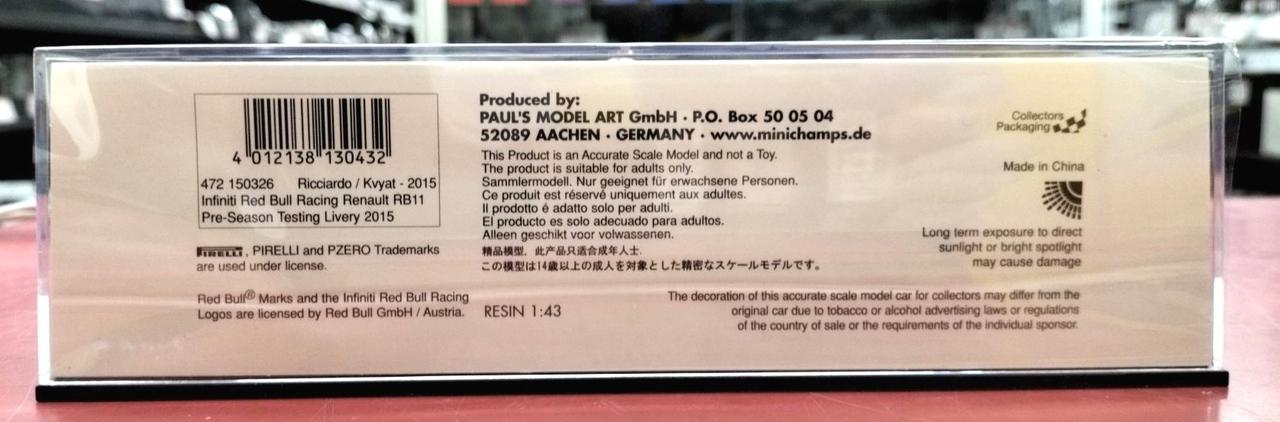 4 012138 130432
472 150326 Ricciardo / Kvyat - 2015
Infiniti Red Bull Racing Renault RB11
Pre-Season Testing Livery 2015
PIRELLI, PIRELLI and PZERO Trademarks
are used under license.
Red Bull® Marks and the Infiniti Red Bull Racing
Logos are licensed by Red Bull GmbH / Austria.
Produced by:
PAUL'S MODEL ART GmbH · P.O. Box 50 05 04
52089 AACHEN · GERMANY · www.minichamps.de
This Product is an Accurate Scale Model and not a Toy.
The product is suitable for adults only.
Sammlermodell. Nur geeignet für erwachsene Personen.
Ce produit est réservé uniquement aux adultes.
Il prodotto é adatto solo per adulti.
El producto es solo adecuado para adultos.
Alleen geschikt voor volwassenen.
精品模型，此产品只适合成年人士.
この模型は14歳以上の成人を対象とした精密なスケールモデルです。
RESIN 1:43
Collectors
Packaging
Made in China
Long term exposure to direct
sunlight or bright spotlight
may cause damage
The decoration of this accurate scale model car for collectors may differ from the
original car due to tobacco or alcohol advertising laws or regulations
of the country of sale or the requirements of the individual sponsor.